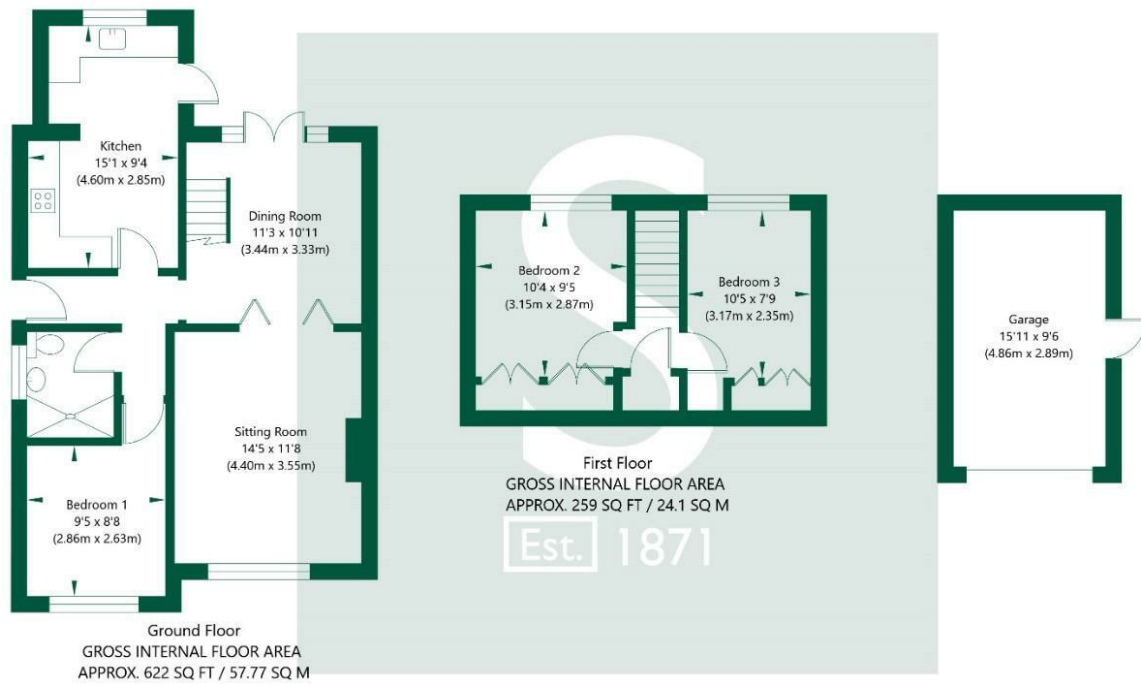 Kitchen
15'1 x 9'4
(4.60m x 2.85m)
Dining Room
11'3 x 10'11
(3.44m x 3.33m)
Sitting Room
14'5 x 11'8
(4.40m x 3.55m)
Bedroom 1
9'5 x 8'8
(2.86m x 2.63m)
Ground Floor
GROSS INTERNAL FLOOR AREA
APPROX. 622 SQ FT / 57.77 SQ M
Bedroom 2
10'4 x 9'5
(3.15m x 2.87m)
Bedroom 3
10'5 x 7'9
(3.17m x 2.35m)
First Floor
GROSS INTERNAL FLOOR AREA
APPROX. 259 SQ FT / 24.1 SQ M
S
Est. 1871
Garage
15'11 x 9'6
(4.86m x 2.89m)